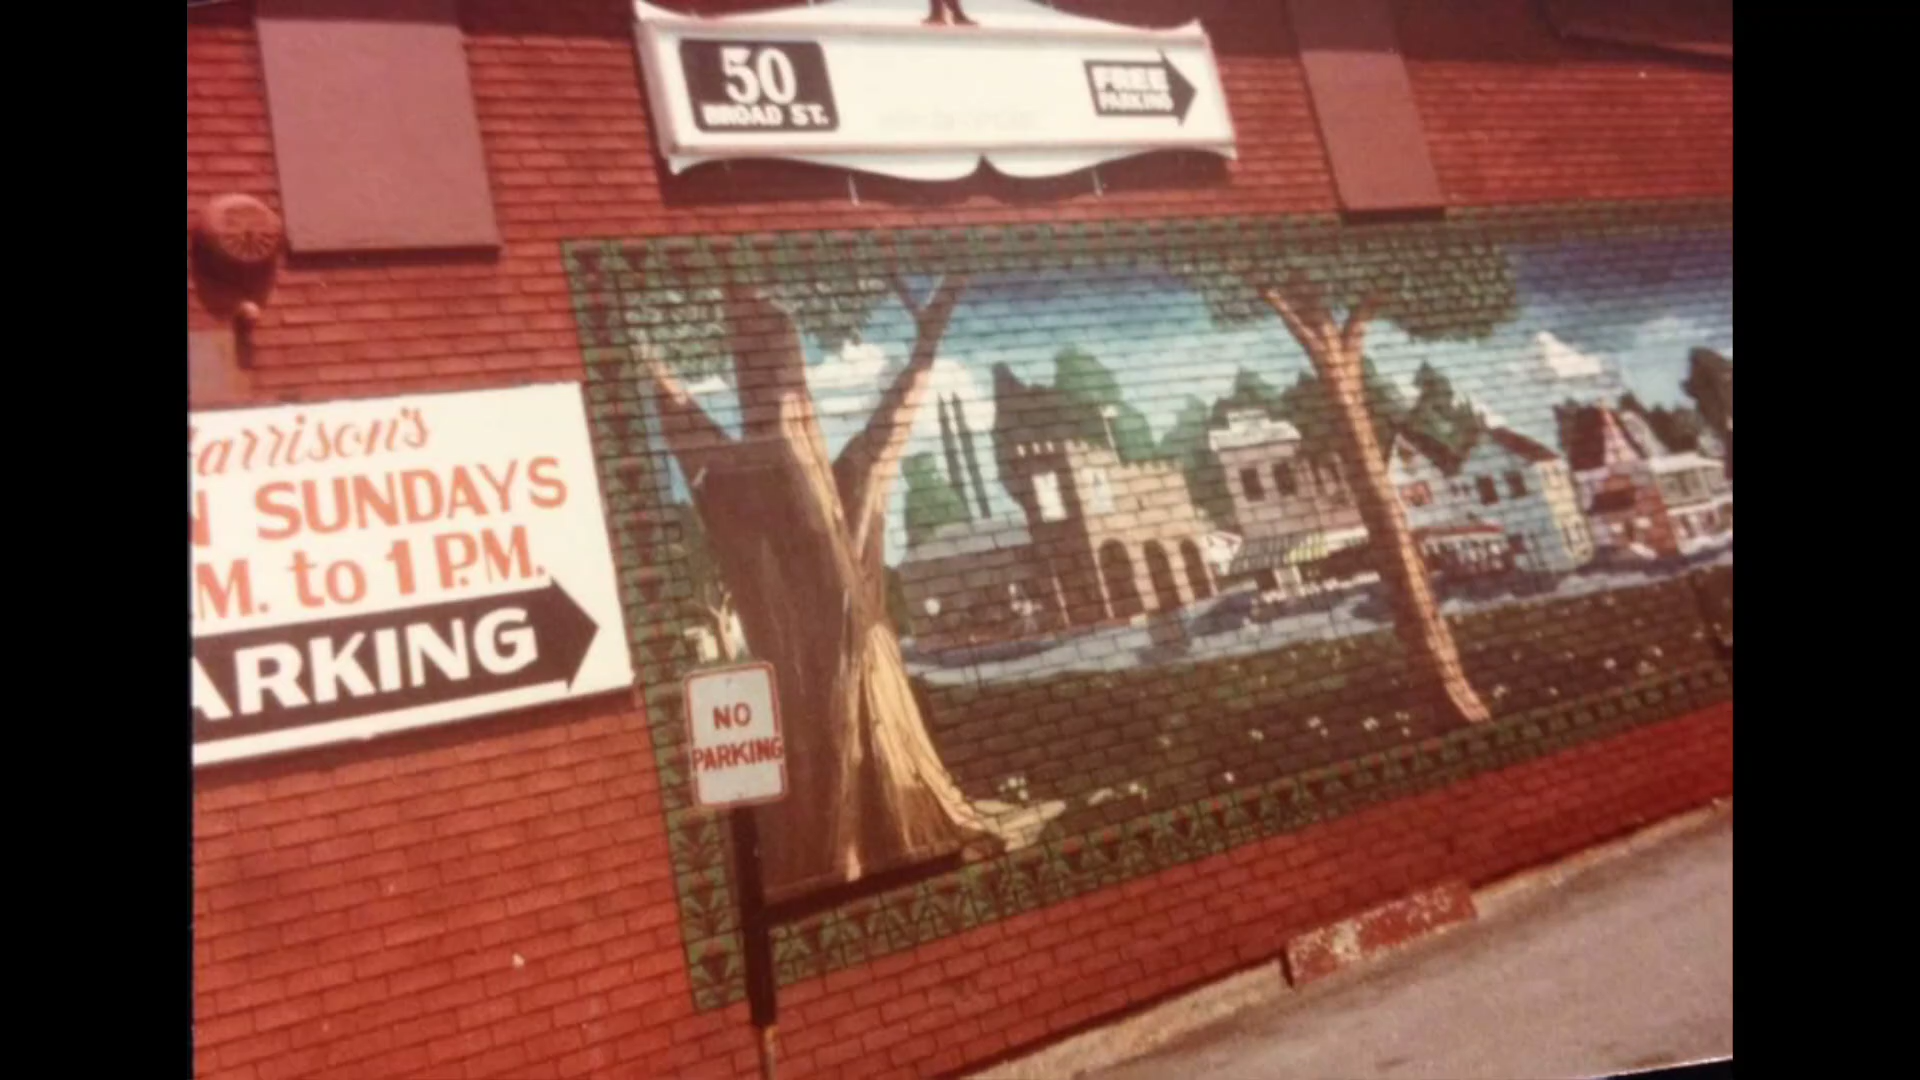 50
BROAD ST.
FREE
PARKING
arrison's
N SUNDAYS
M. to 1 P.M.
ARKING
NO
PARKING